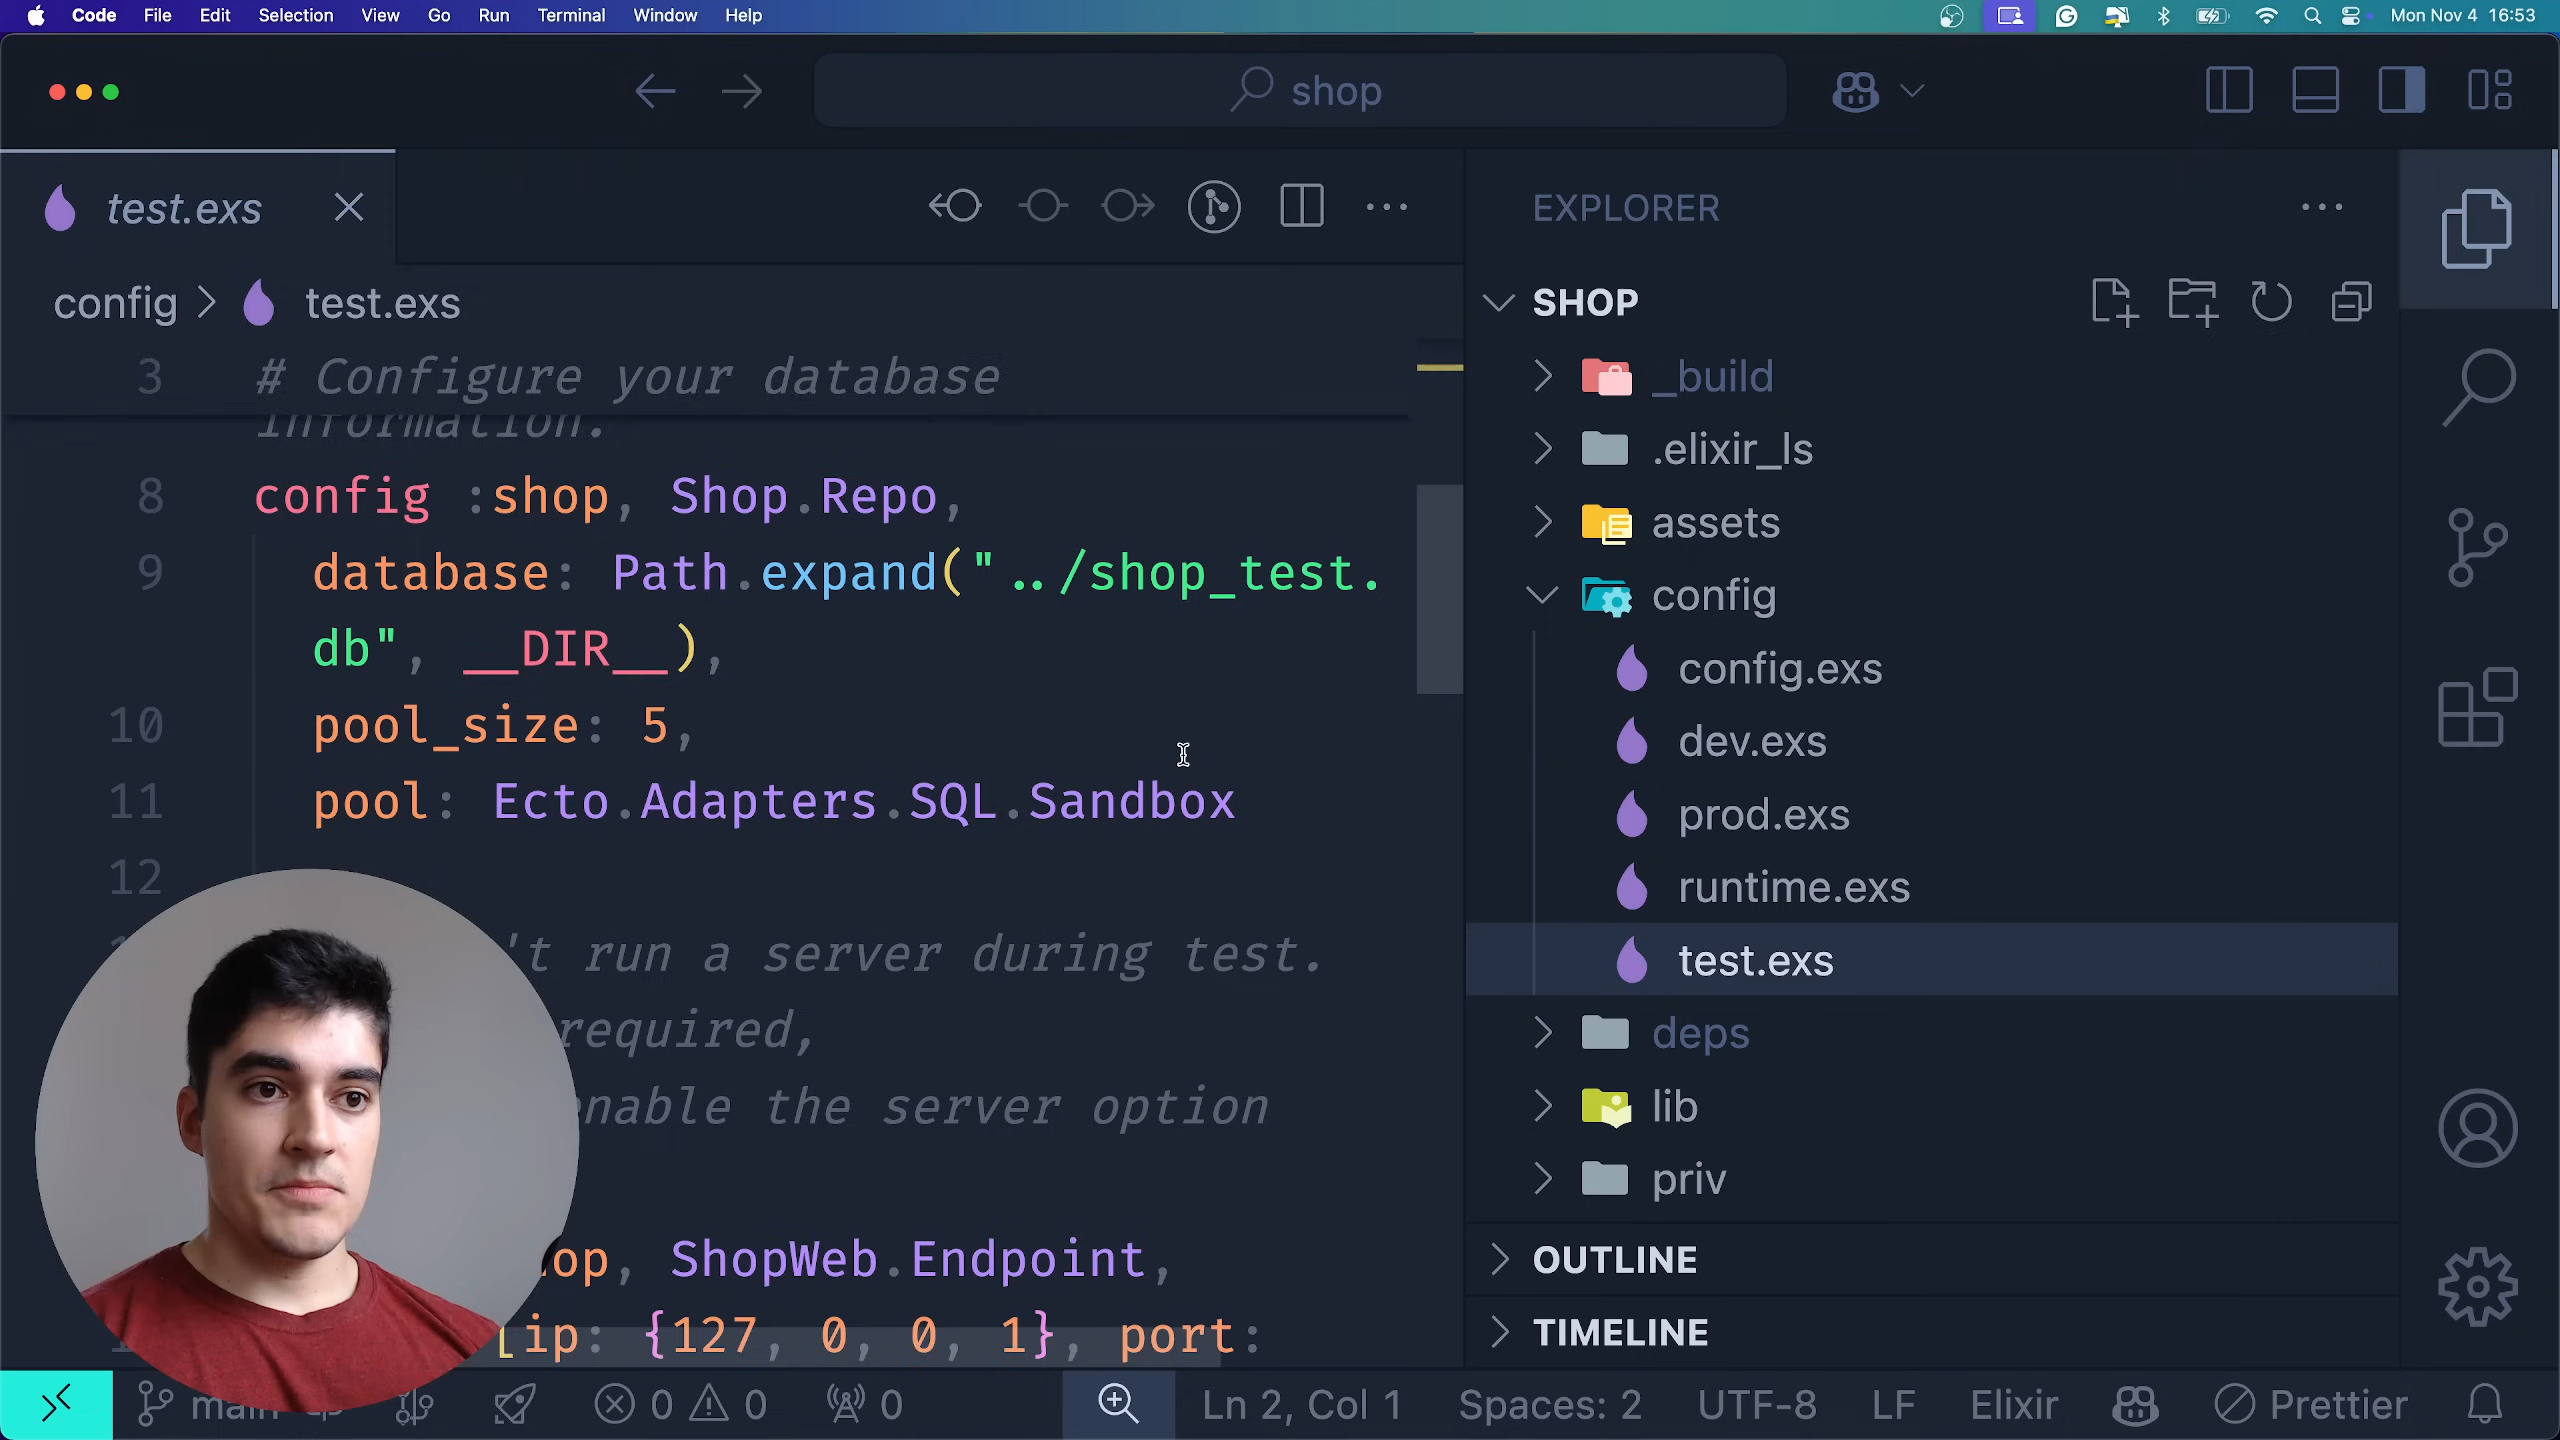 Code File Edit Selection View Go Run Terminal Window Help Mon Nov 4 16:53
shop
test.exs
config > test.exs
3 # Configure your database
information.
8 config :shop, Shop.Repo,
9 database: Path.expand("../shop_test.
db", __DIR__),
10 pool_size: 5,
11 pool: Ecto.Adapters.SQL.Sandbox
12
't run a server during test.
required,
enable the server option
op, ShopWeb.Endpoint,
[ip: {127, 0, 0, 1}, port:
EXPLORER
SHOP
_build
.elixir_ls
assets
config
config.exs
dev.exs
prod.exs
runtime.exs
test.exs
deps
lib
priv
OUTLINE
TIMELINE
main 0 0 0 Ln 2, Col 1 Spaces: 2 UTF-8 LF Elixir Prettier